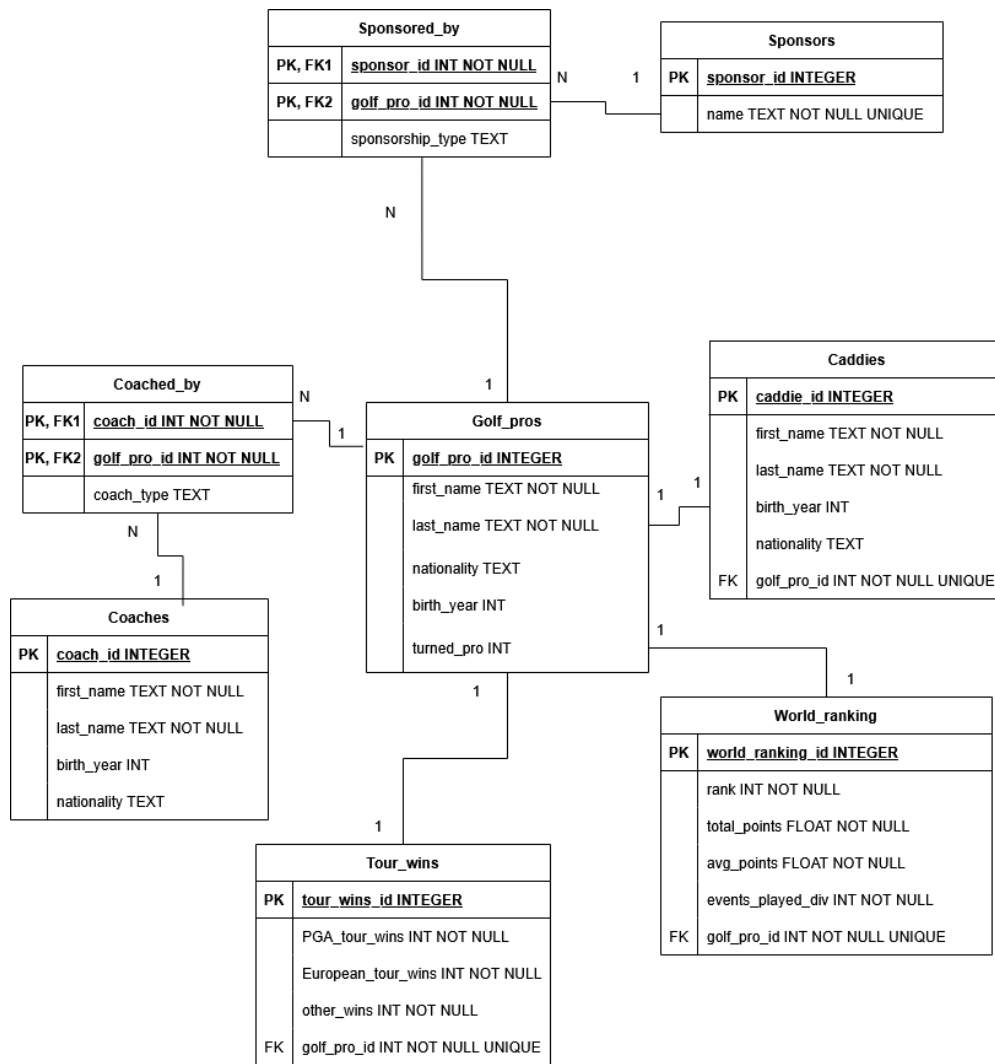 Sponsored_by
PK, FK1 sponsor_id INT NOT NULL
PK, FK2 golf_pro_id INT NOT NULL
sponsorship_type TEXT
N
1
Sponsors
PK sponsor_id INTEGER
name TEXT NOT NULL UNIQUE
N
1
Coached_by
PK, FK1 coach_id INT NOT NULL
PK, FK2 golf_pro_id INT NOT NULL
coach_type TEXT
N
1
N
1
Golf_pros
PK golf_pro_id INTEGER
first_name TEXT NOT NULL
last_name TEXT NOT NULL
nationality TEXT
birth_year INT
turned_pro INT
1
1
Caddies
PK caddie_id INTEGER
first_name TEXT NOT NULL
last_name TEXT NOT NULL
birth_year INT
nationality TEXT
FK golf_pro_id INT NOT NULL UNIQUE
Coaches
PK coach_id INTEGER
first_name TEXT NOT NULL
last_name TEXT NOT NULL
birth_year INT
nationality TEXT
1
1
World_ranking
PK world_ranking_id INTEGER
rank INT NOT NULL
total_points FLOAT NOT NULL
avg_points FLOAT NOT NULL
events_played_div INT NOT NULL
FK golf_pro_id INT NOT NULL UNIQUE
1
1
Tour_wins
PK tour_wins_id INTEGER
PGA_tour_wins INT NOT NULL
European_tour_wins INT NOT NULL
other_wins INT NOT NULL
FK golf_pro_id INT NOT NULL UNIQUE